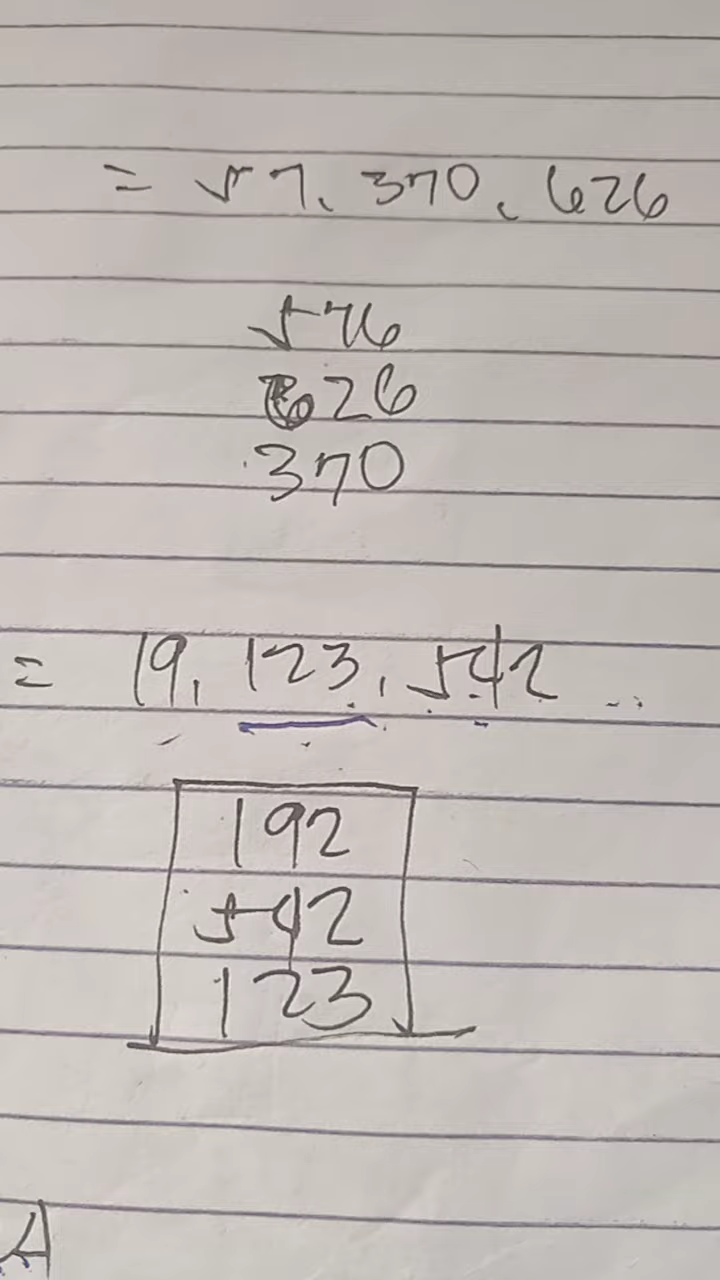 = 57, 370, 626
576
626
370
= 19, 123, 542
192
542
123
A